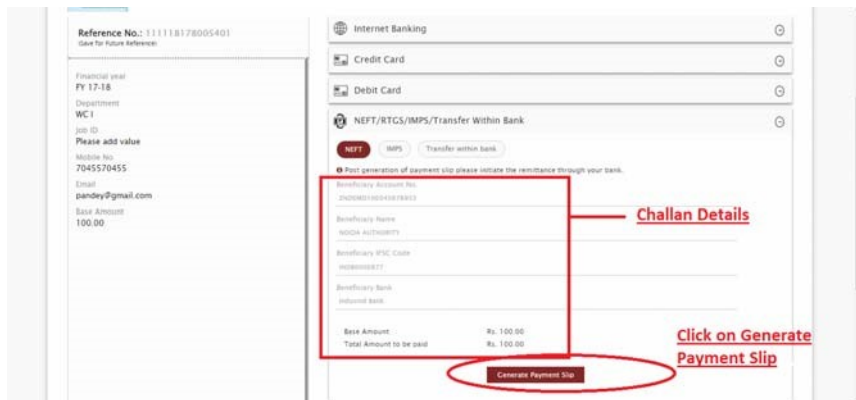 Reference No.: 111118178005401
(Save for Future Reference)
Financial year
FY 17-18
Department
WC I
Job ID
Please add value
Mobile No
7045570455
Email
pandey@gmail.com
Base Amount
100.00
Internet Banking
Credit Card
Debit Card
NEFT/RTGS/IMPS/Transfer Within Bank
NEFT IMPS Transfer within bank
Post generation of payment slip please initiate the remittance through your bank.
Beneficiary Account No.
Beneficiary Name
NOIDA AUTHORITY
Beneficiary IFSC Code
Beneficiary Bank
Indusind Bank
Base Amount Rs. 100.00
Total Amount to be paid Rs. 100.00
Generate Payment Slip
Challan Details
Click on Generate
Payment Slip